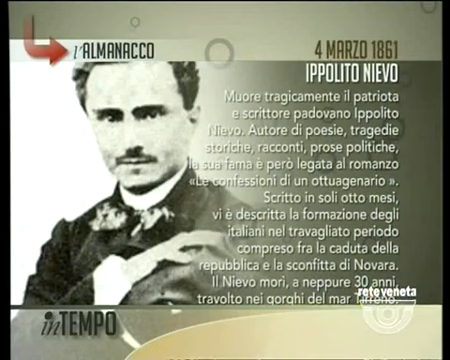 l'ALMANACCO
4 MARZO 1861
IPPOLITO NIEVO
Muore tragicamente il patriota
e scrittore padovano Ippolito
Nievo. Autore di poesie, tragedie
storiche, racconti, prose politiche,
la sua fama è però legata al romanzo
«Le confessioni di un ottuagenario ».
Scritto in soli otto mesi,
vi è descritta la formazione degli
italiani nel travagliato periodo
compreso fra la caduta della
repubblica e la sconfitta di Novara.
Il Nievo morì, a neppure 30 anni,
travolto nei gorghi del mar Tirreno.
reteveneta
inTEMPO